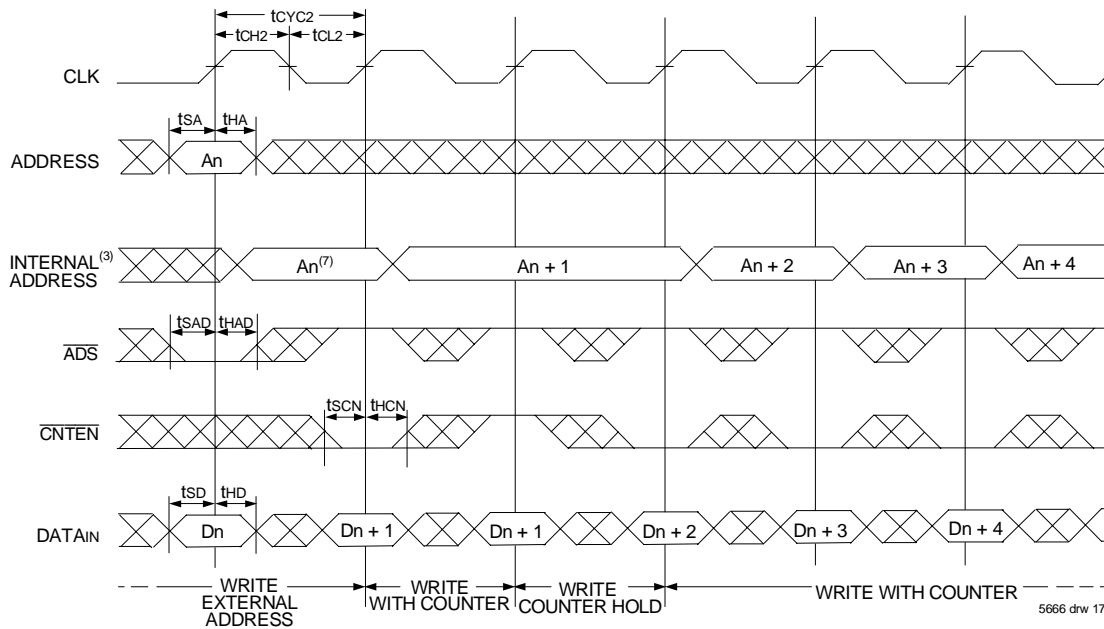 tCYC2
tCH2 tCL2
CLK
tSA tHA
ADDRESS An
INTERNAL(3) ADDRESS An(7) An + 1 An + 2 An + 3 An + 4
tSAD tHAD
ADS
tSCN tHCN
CNTEN
tSD tHD
DATAIN Dn Dn + 1 Dn + 1 Dn + 2 Dn + 3 Dn + 4
WRITE EXTERNAL ADDRESS
WRITE WITH COUNTER
WRITE COUNTER HOLD
WRITE WITH COUNTER
5666 drw 17